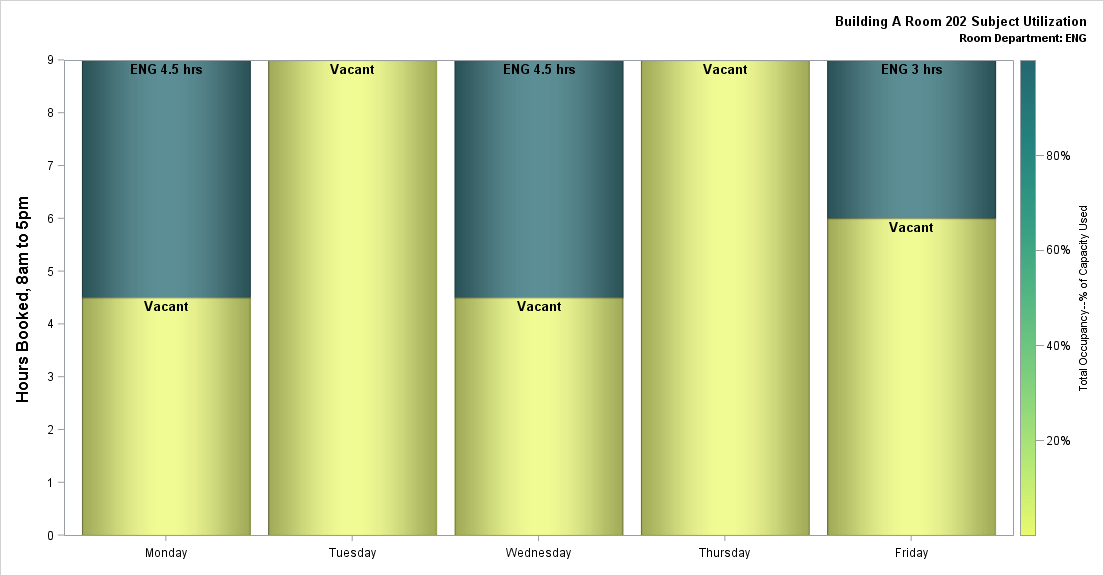 Building A Room 202 Subject Utilization
Room Department: ENG
Hours Booked, 8am to 5pm
9
8
7
6
5
4
3
2
1
0
ENG 4.5 hrs
Vacant
Vacant
ENG 4.5 hrs
Vacant
Vacant
ENG 3 hrs
Vacant
Monday
Tuesday
Wednesday
Thursday
Friday
80%
60%
40%
20%
Total Occupancy--% of Capacity Used